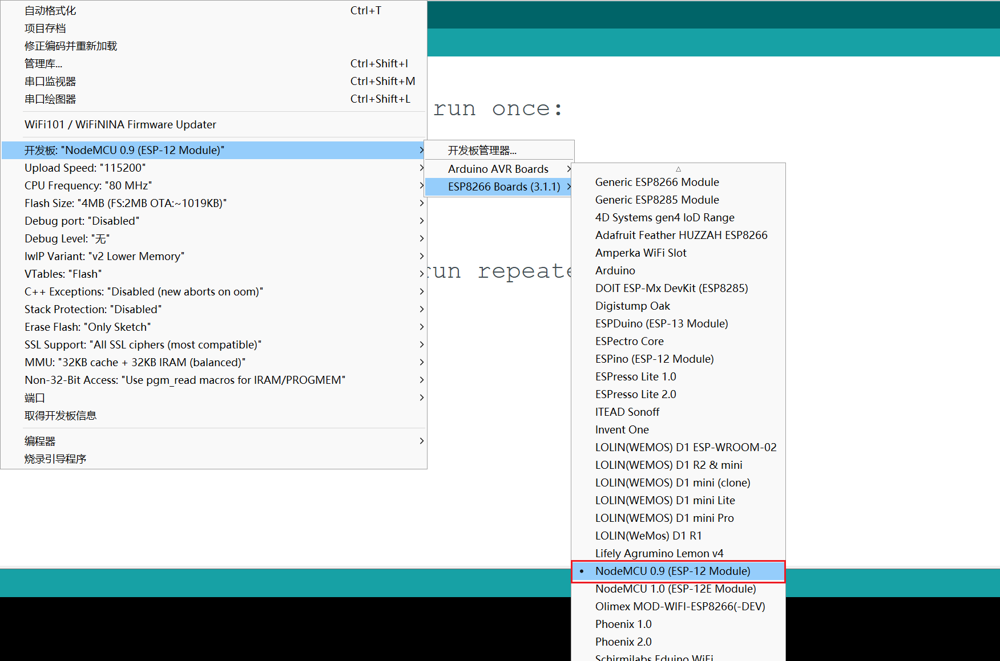 自动格式化 Ctrl+T
项目存档
修正编码并重新加载
管理库... Ctrl+Shift+I
串口监视器 Ctrl+Shift+M
串口绘图器 Ctrl+Shift+L
WiFi101 / WiFiNINA Firmware Updater
开发板: "NodeMCU 0.9 (ESP-12 Module)"
Upload Speed: "115200"
CPU Frequency: "80 MHz"
Flash Size: "4MB (FS:2MB OTA:~1019KB)"
Debug port: "Disabled"
Debug Level: "无"
lwIP Variant: "v2 Lower Memory"
VTables: "Flash"
C++ Exceptions: "Disabled (new aborts on oom)"
Stack Protection: "Disabled"
Erase Flash: "Only Sketch"
SSL Support: "All SSL ciphers (most compatible)"
MMU: "32KB cache + 32KB IRAM (balanced)"
Non-32-Bit Access: "Use pgm_read macros for IRAM/PROGMEM"
端口
取得开发板信息
编程器
烧录引导程序
run once:
run repeate
开发板管理器...
Arduino AVR Boards
ESP8266 Boards (3.1.1)
Generic ESP8266 Module
Generic ESP8285 Module
4D Systems gen4 IoD Range
Adafruit Feather HUZZAH ESP8266
Amperka WiFi Slot
Arduino
DOIT ESP-Mx DevKit (ESP8285)
Digistump Oak
ESPDuino (ESP-13 Module)
ESPectro Core
ESPino (ESP-12 Module)
ESPresso Lite 1.0
ESPresso Lite 2.0
ITEAD Sonoff
Invent One
LOLIN(WEMOS) D1 ESP-WROOM-02
LOLIN(WEMOS) D1 R2 & mini
LOLIN(WEMOS) D1 mini (clone)
LOLIN(WEMOS) D1 mini Lite
LOLIN(WEMOS) D1 mini Pro
LOLIN(WeMos) D1 R1
Lifely Agrumino Lemon v4
NodeMCU 0.9 (ESP-12 Module)
NodeMCU 1.0 (ESP-12E Module)
Olimex MOD-WIFI-ESP8266(-DEV)
Phoenix 1.0
Phoenix 2.0
Schirmilabs Eduino WiFi